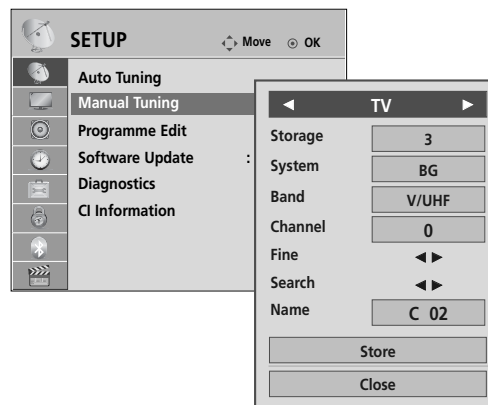 SETUP
Move
OK
Auto Tuning
Manual Tuning
Programme Edit
Software Update :
Diagnostics
CI Information
◄ TV ►
Storage 3
System BG
Band V/UHF
Channel 0
Fine ◄ ►
Search ◄ ►
Name C 02
Store
Close